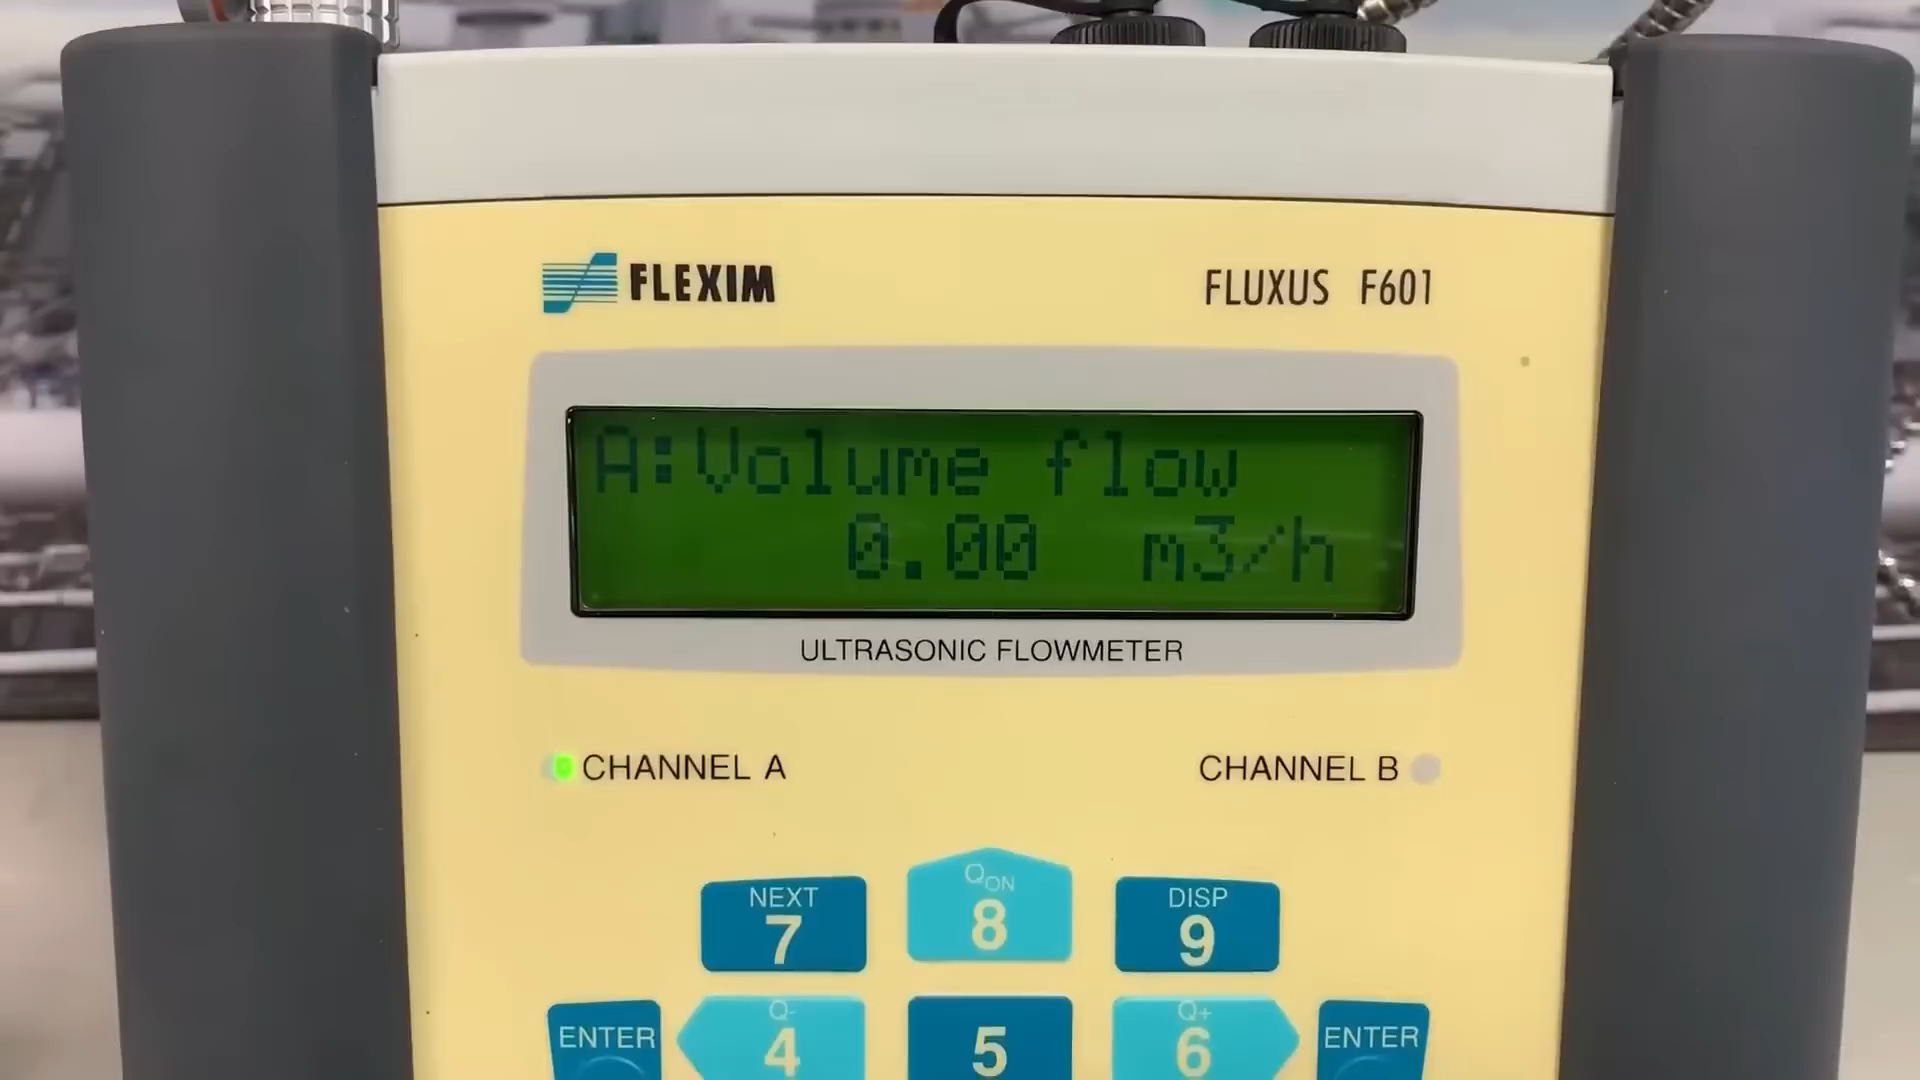 FLEXIM
FLUXUS F601
A:Volume flow
0.00 m3/h
ULTRASONIC FLOWMETER
CHANNEL A
CHANNEL B
NEXT
7
QON
8
DISP
9
ENTER
Q-
4
5
Q+
6
ENTER